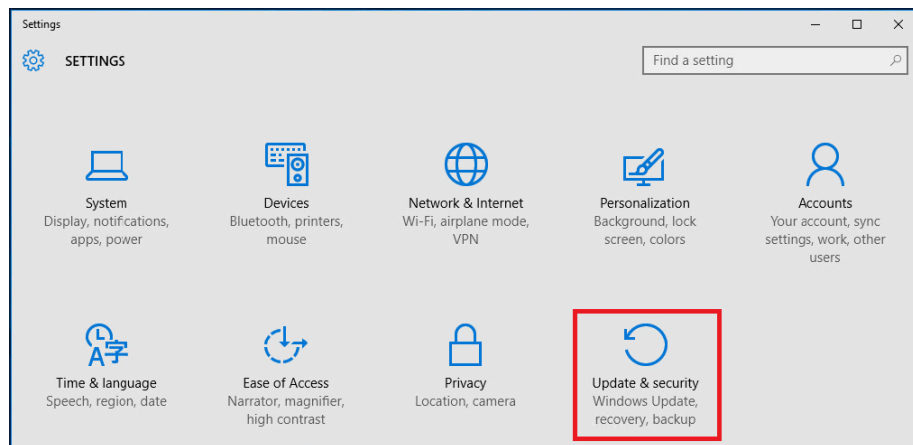 Settings
SETTINGS
Find a setting
System
Display, notifications,
apps, power
Devices
Bluetooth, printers,
mouse
Network & Internet
Wi-Fi, airplane mode,
VPN
Personalization
Background, lock
screen, colors
Accounts
Your account, sync
settings, work, other
users
A字
Time & language
Speech, region, date
Ease of Access
Narrator, magnifier,
high contrast
Privacy
Location, camera
Update & security
Windows Update,
recovery, backup